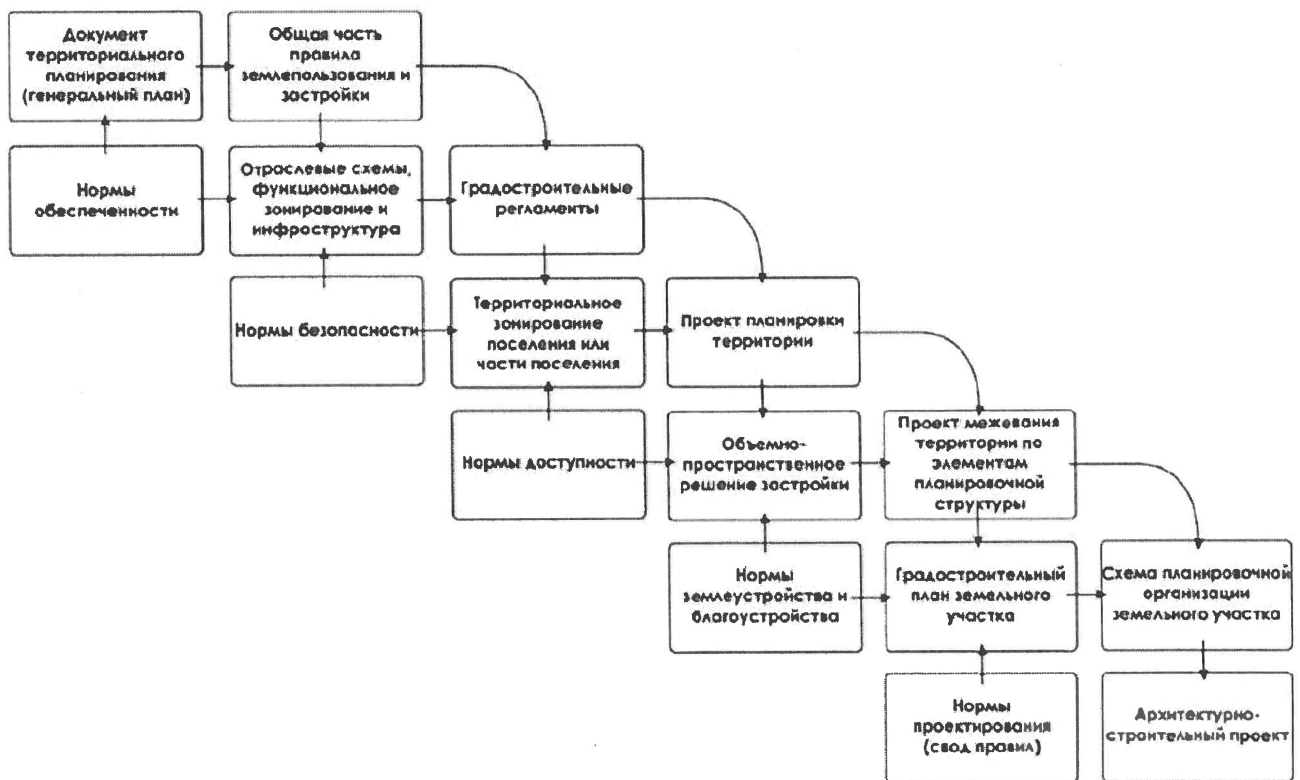 Документ
территориального
планирования
(генеральный план)
Общая часть
правила
землепользования и
застройки
Нормы
обеспеченности
Отраслевые схемы,
функциональное
зонирование и
инфроструктура
Градостроительные
регламенты
Нормы безопасности
Территориальное
зонирование
поселения или
части поселения
Проект планировки
территории
Нормы доступности
Объемно-
пространственное
решение застройки
Проект межевания
территории по
элементам
планировочной
структуры
Нормы
землеустройства и
благоустройства
Градостроительный
план земельного
участка
Схема планировочной
организации
земельного участка
Нормы
проектирования
(свод правил)
Архитектурно-
строительный проект